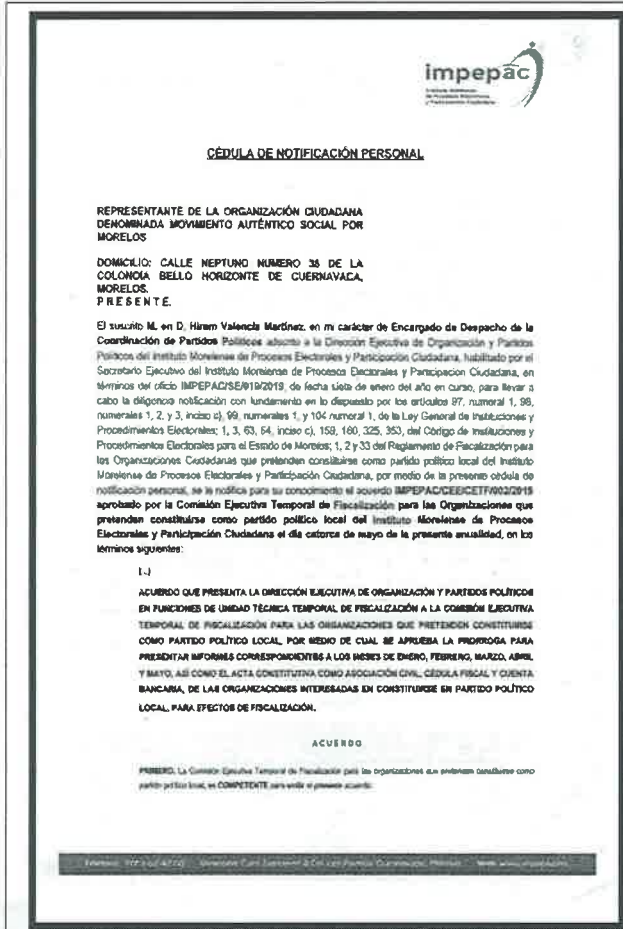 impepac
Instituto Morelense
de Procesos Electorales
y Participación Ciudadana
CÉDULA DE NOTIFICACIÓN PERSONAL
REPRESENTANTE DE LA ORGANIZACIÓN CIUDADANA
DENOMINADA MOVIMIENTO AUTÉNTICO SOCIAL POR
MORELOS
DOMICILIO: CALLE NEPTUNO NUMERO 38 DE LA
COLONOIA BELLO HORIZONTE DE CUERNAVACA,
MORELOS.
P R E S E N T E.
El suscrito M. en D. Hiram Valencia Martínez, en mi carácter de Encargado de Despacho de la
Coordinación de Partidos Políticos adscrito a la Dirección Ejecutiva de Organización y Partidos
Políticos del Instituto Morelense de Procesos Electorales y Participación Ciudadana, habilitado por el
Secretario Ejecutivo del Instituto Morelense de Procesos Electorales y Participación Ciudadana, en
términos del oficio IMPEPAC/SE/019/2019, de fecha siete de enero del año en curso, para llevar a
cabo la diligencia notificación con fundamento en lo dispuesto por los artículos 97, numeral 1, 98,
numerales 1, 2, y 3, inciso c), 99, numerales 1, y 104 numeral 1, de la Ley General de Instituciones y
Procedimientos Electorales; 1, 3, 63, 64, inciso c), 159, 160, 325, 353, del Código de Instituciones y
Procedimientos Electorales para el Estado de Morelos; 1, 2 y 33 del Reglamento de Fiscalización para
las Organizaciones Ciudadanas que pretenden constituirse como partido político local del Instituto
Morelense de Procesos Electorales y Participación Ciudadana, por medio de la presente cédula de
notificación personal, se le notifica para su conocimiento el acuerdo IMPEPAC/CEE/CETF/002/2019
aprobado por la Comisión Ejecutiva Temporal de Fiscalización para las Organizaciones que
pretenden constituirse como partido político local del Instituto Morelense de Procesos
Electorales y Participación Ciudadana el día catorce de mayo de la presente anualidad, en los
términos siguientes:
(..)
ACUERDO QUE PRESENTA LA DIRECCIÓN EJECUTIVA DE ORGANIZACIÓN Y PARTIDOS POLÍTICOS
EN FUNCIONES DE UNIDAD TÉCNICA TEMPORAL DE FISCALIZACIÓN A LA COMISIÓN EJECUTIVA
TEMPORAL DE FISCALIZACIÓN PARA LAS ORGANIZACIONES QUE PRETENDEN CONSTITUIRSE
COMO PARTIDO POLÍTICO LOCAL, POR MEDIO DE CUAL SE APRUEBA LA PRORROGA PARA
PRESENTAR INFORMES CORRESPONDIENTES A LOS MESES DE ENERO, FEBRERO, MARZO, ABRIL
Y MAYO, ASÍ COMO EL ACTA CONSTITUTIVA COMO ASOCIACIÓN CIVIL, CÉDULA FISCAL Y CUENTA
BANCARIA, DE LAS ORGANIZACIONES INTERESADAS EN CONSTITUIRSE EN PARTIDO POLÍTICO
LOCAL, PARA EFECTOS DE FISCALIZACIÓN.
ACUERDO
PRIMERO. La Comisión Ejecutiva Temporal de Fiscalización para las organizaciones que pretenden constituirse como
partido político local, es COMPETENTE para emitir el presente acuerdo.